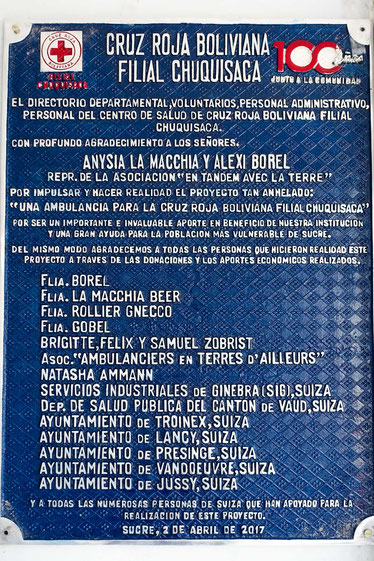 CRUZ ROJA BOLIVIANA
FILIAL CHUQUISACA
CRUZ ROJA
BOLIVIANA
100
JUNTO A LA COMUNIDAD
EL DIRECTORIO DEPARTAMENTAL, VOLUNTARIOS, PERSONAL ADMINISTRATIVO,
PERSONAL DEL CENTRO DE SALUD DE CRUZ ROJA BOLIVIANA FILIAL
CHUQUISACA.
CON PROFUNDO AGRADECIMIENTO A LOS SEÑORES.
ANYSIA LA MACCHIA Y ALEXI BOREL
REPR. DE LA ASOCIACION "EN TANDEM AVEC LA TERRE"
POR IMPULSAR Y HACER REALIDAD EL PROYECTO TAN ANHELADO:
"UNA AMBULANCIA PARA LA CRUZ ROJA BOLIVIANA FILIAL CHUQUISACA"
POR SER UN IMPORTANTE E INVALUABLE APORTE EN BENEFICIO DE NUESTRA INSTITUCION
Y UNA GRAN AYUDA PARA LA POBLACION MAS VULNERABLE DE SUCRE.
DEL MISMO MODO AGRADECEMOS A TODAS LAS PERSONAS QUE HICIERON REALIDAD ESTE
PROYECTO A TRAVES DE LAS DONACIONES Y LOS APORTES ECONOMICOS REALIZADOS.
FLIA. BOREL
FLIA. LA MACCHIA BEER
FLIA. ROLLIER GNECCO
FLIA. GOBEL
BRIGITTE, FELIX Y SAMUEL ZOBRIST
ASOC. "AMBULANCIERS EN TERRES D'AILLEURS"
NATASHA AMMANN
SERVICIOS INDUSTRIALES DE GINEBRA (SIG), SUIZA
DEP. DE SALUD PUBLICA DEL CANTON DE VAUD, SUIZA
AYUNTAMIENTO DE TROINEX, SUIZA
AYUNTAMIENTO DE LANCY, SUIZA
AYUNTAMIENTO DE PRESINGE, SUIZA
AYUNTAMIENTO DE VANDOEUVRE, SUIZA
AYUNTAMIENTO DE JUSSY, SUIZA
Y A TODAS LAS NUMEROSAS PERSONAS DE SUIZA QUE HAN APOYADO PARA LA
REALIZACION DE ESTE PROYECTO.
SUCRE, 2 DE ABRIL DE 2017